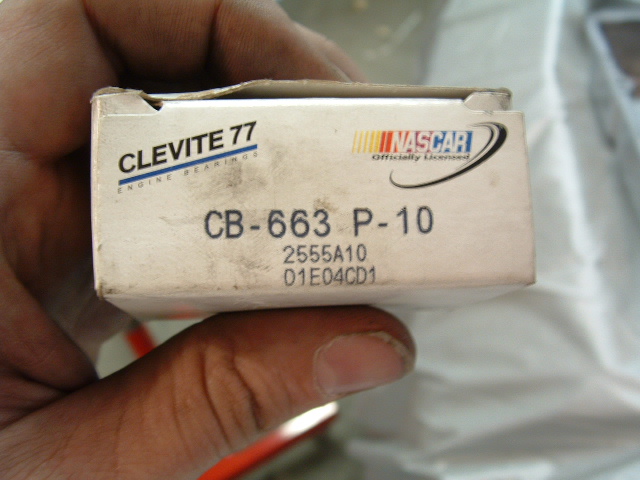 CLEVITE 77
ENGINE BEARINGS
NASCAR
Officially Licensed
CB-663 P-10
2555A10
01E04CD1